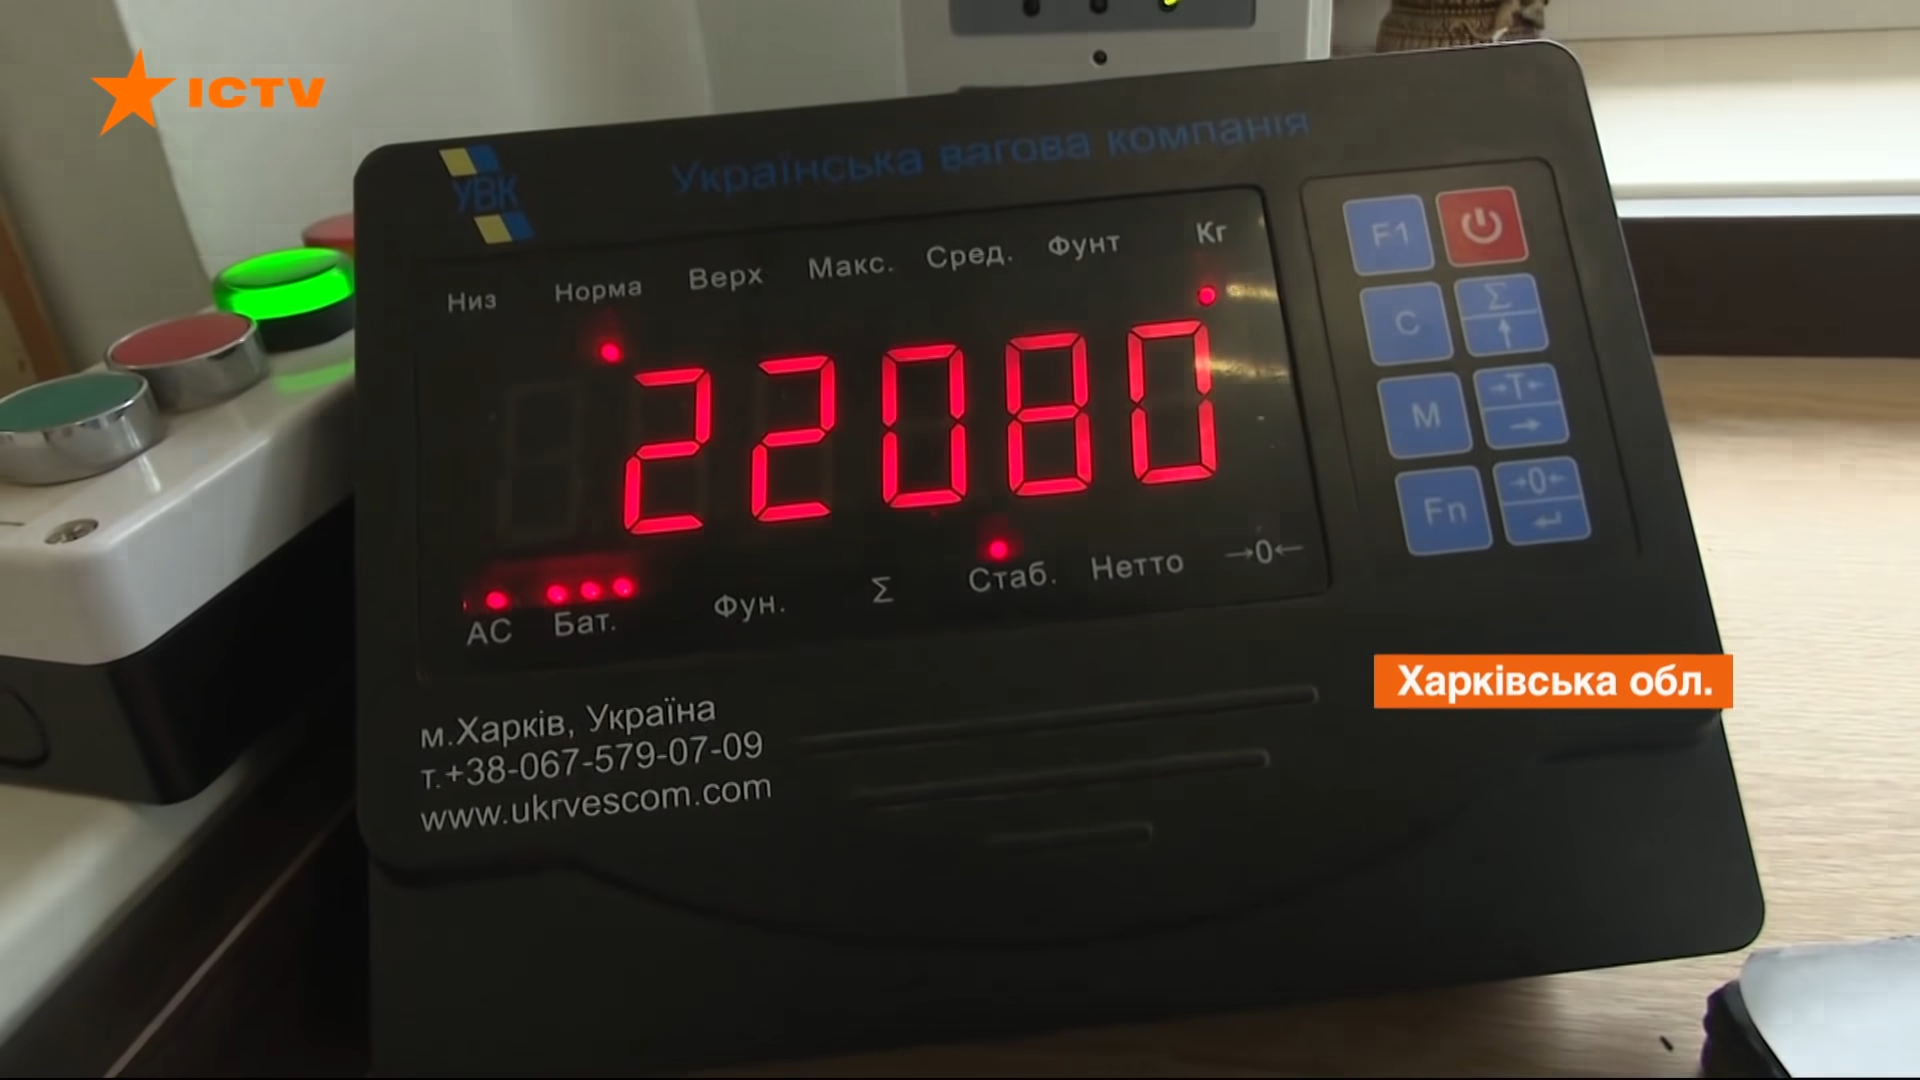 ICTV
Українська вагова компанія
УВК
Низ Норма Верх Макс. Сред. Фунт Кг
22080
АС Бат. Фун. Σ Стаб. Нетто →0←
F1
C Σ ↑
M →T← →
Fn →0← ↵
м.Харків, Україна
т.+38-067-579-07-09
www.ukrvescom.com
Харківська обл.